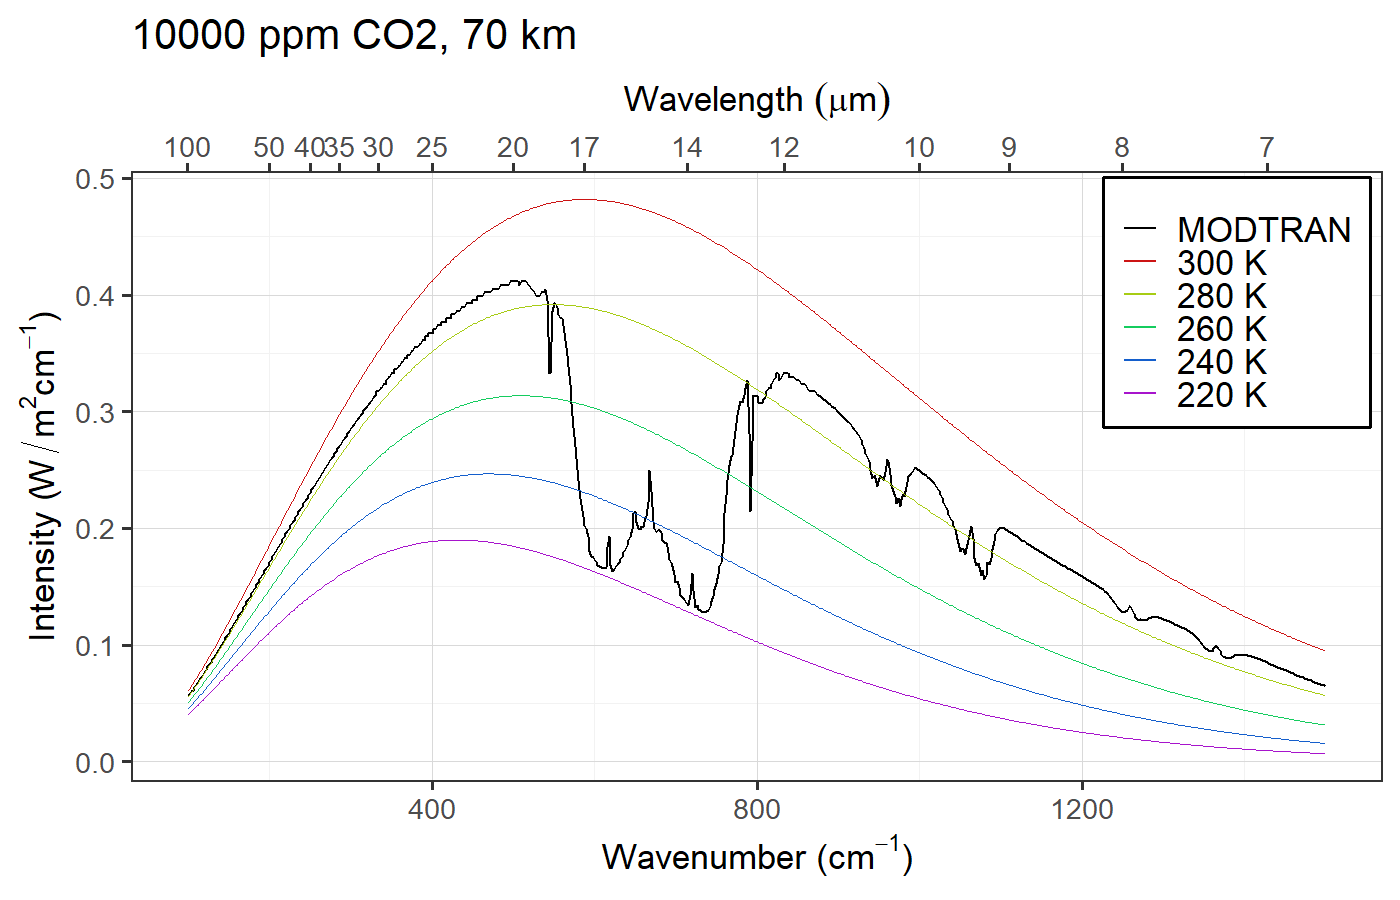 10000 ppm CO2, 70 km
Wavelength (μm)
100 50 40 35 30 25 20 17 14 12 10 9 8 7
0.5
0.4
0.3
0.2
0.1
0.0
Intensity (W / m²cm⁻¹)
MODTRAN
300 K
280 K
260 K
240 K
220 K
400 800 1200
Wavenumber (cm⁻¹)